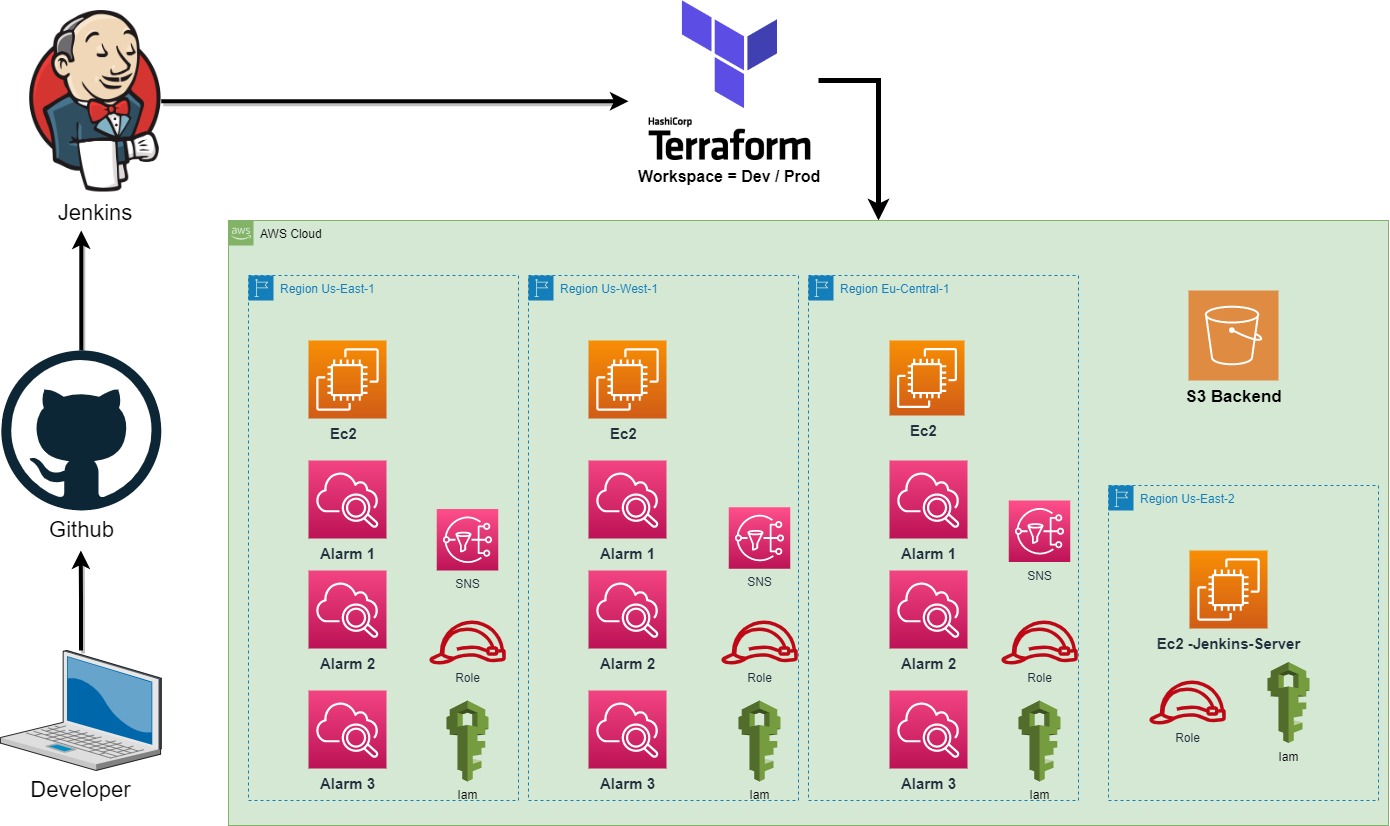 Jenkins
HashiCorp
Terraform
Workspace = Dev / Prod
aws
AWS Cloud
Region Us-East-1
Ec2
Alarm 1
SNS
Alarm 2
Role
Alarm 3
Iam
Region Us-West-1
Ec2
Alarm 1
SNS
Alarm 2
Role
Alarm 3
Iam
Region Eu-Central-1
Ec2
Alarm 1
SNS
Alarm 2
Role
Alarm 3
Iam
S3 Backend
Region Us-East-2
Ec2 -Jenkins-Server
Role
Iam
Github
Developer